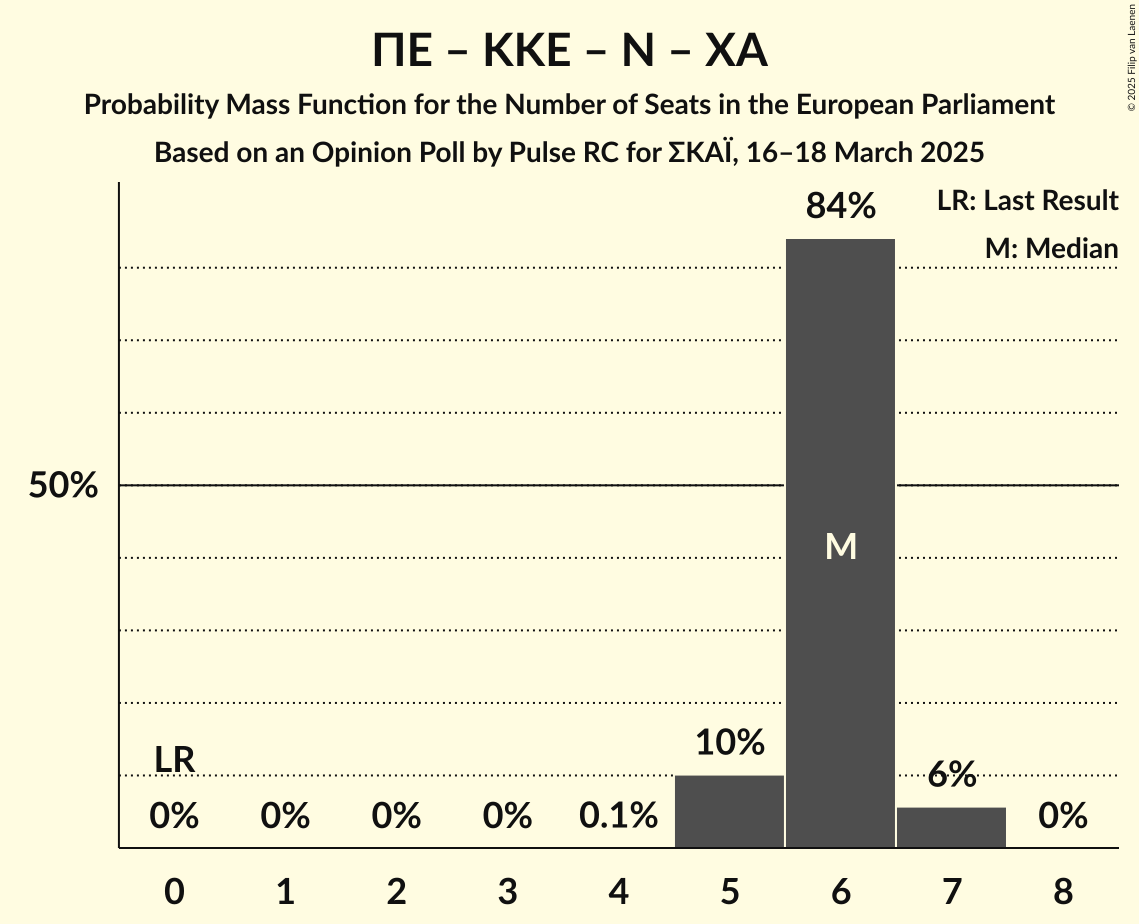 ΠΕ – ΚΚΕ – Ν – ΧΑ
Probability Mass Function for the Number of Seats in the European Parliament
Based on an Opinion Poll by Pulse RC for ΣΚΑΪ, 16–18 March 2025
© 2025 Filip van Laenen
LR: Last Result
M: Median
84%
50%
M
LR
10%
6%
0% 0% 0% 0% 0.1% 0%
0 1 2 3 4 5 6 7 8